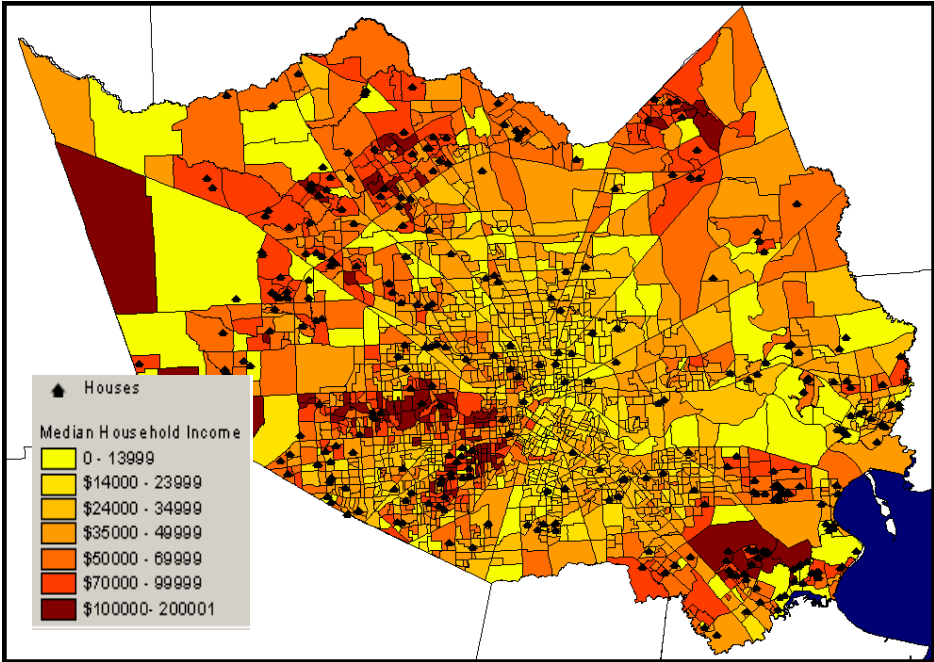 Houses
Median Household Income
0 - 13999
$14000 - 23999
$24000 - 34999
$35000 - 49999
$50000 - 69999
$70000 - 99999
$100000- 200001